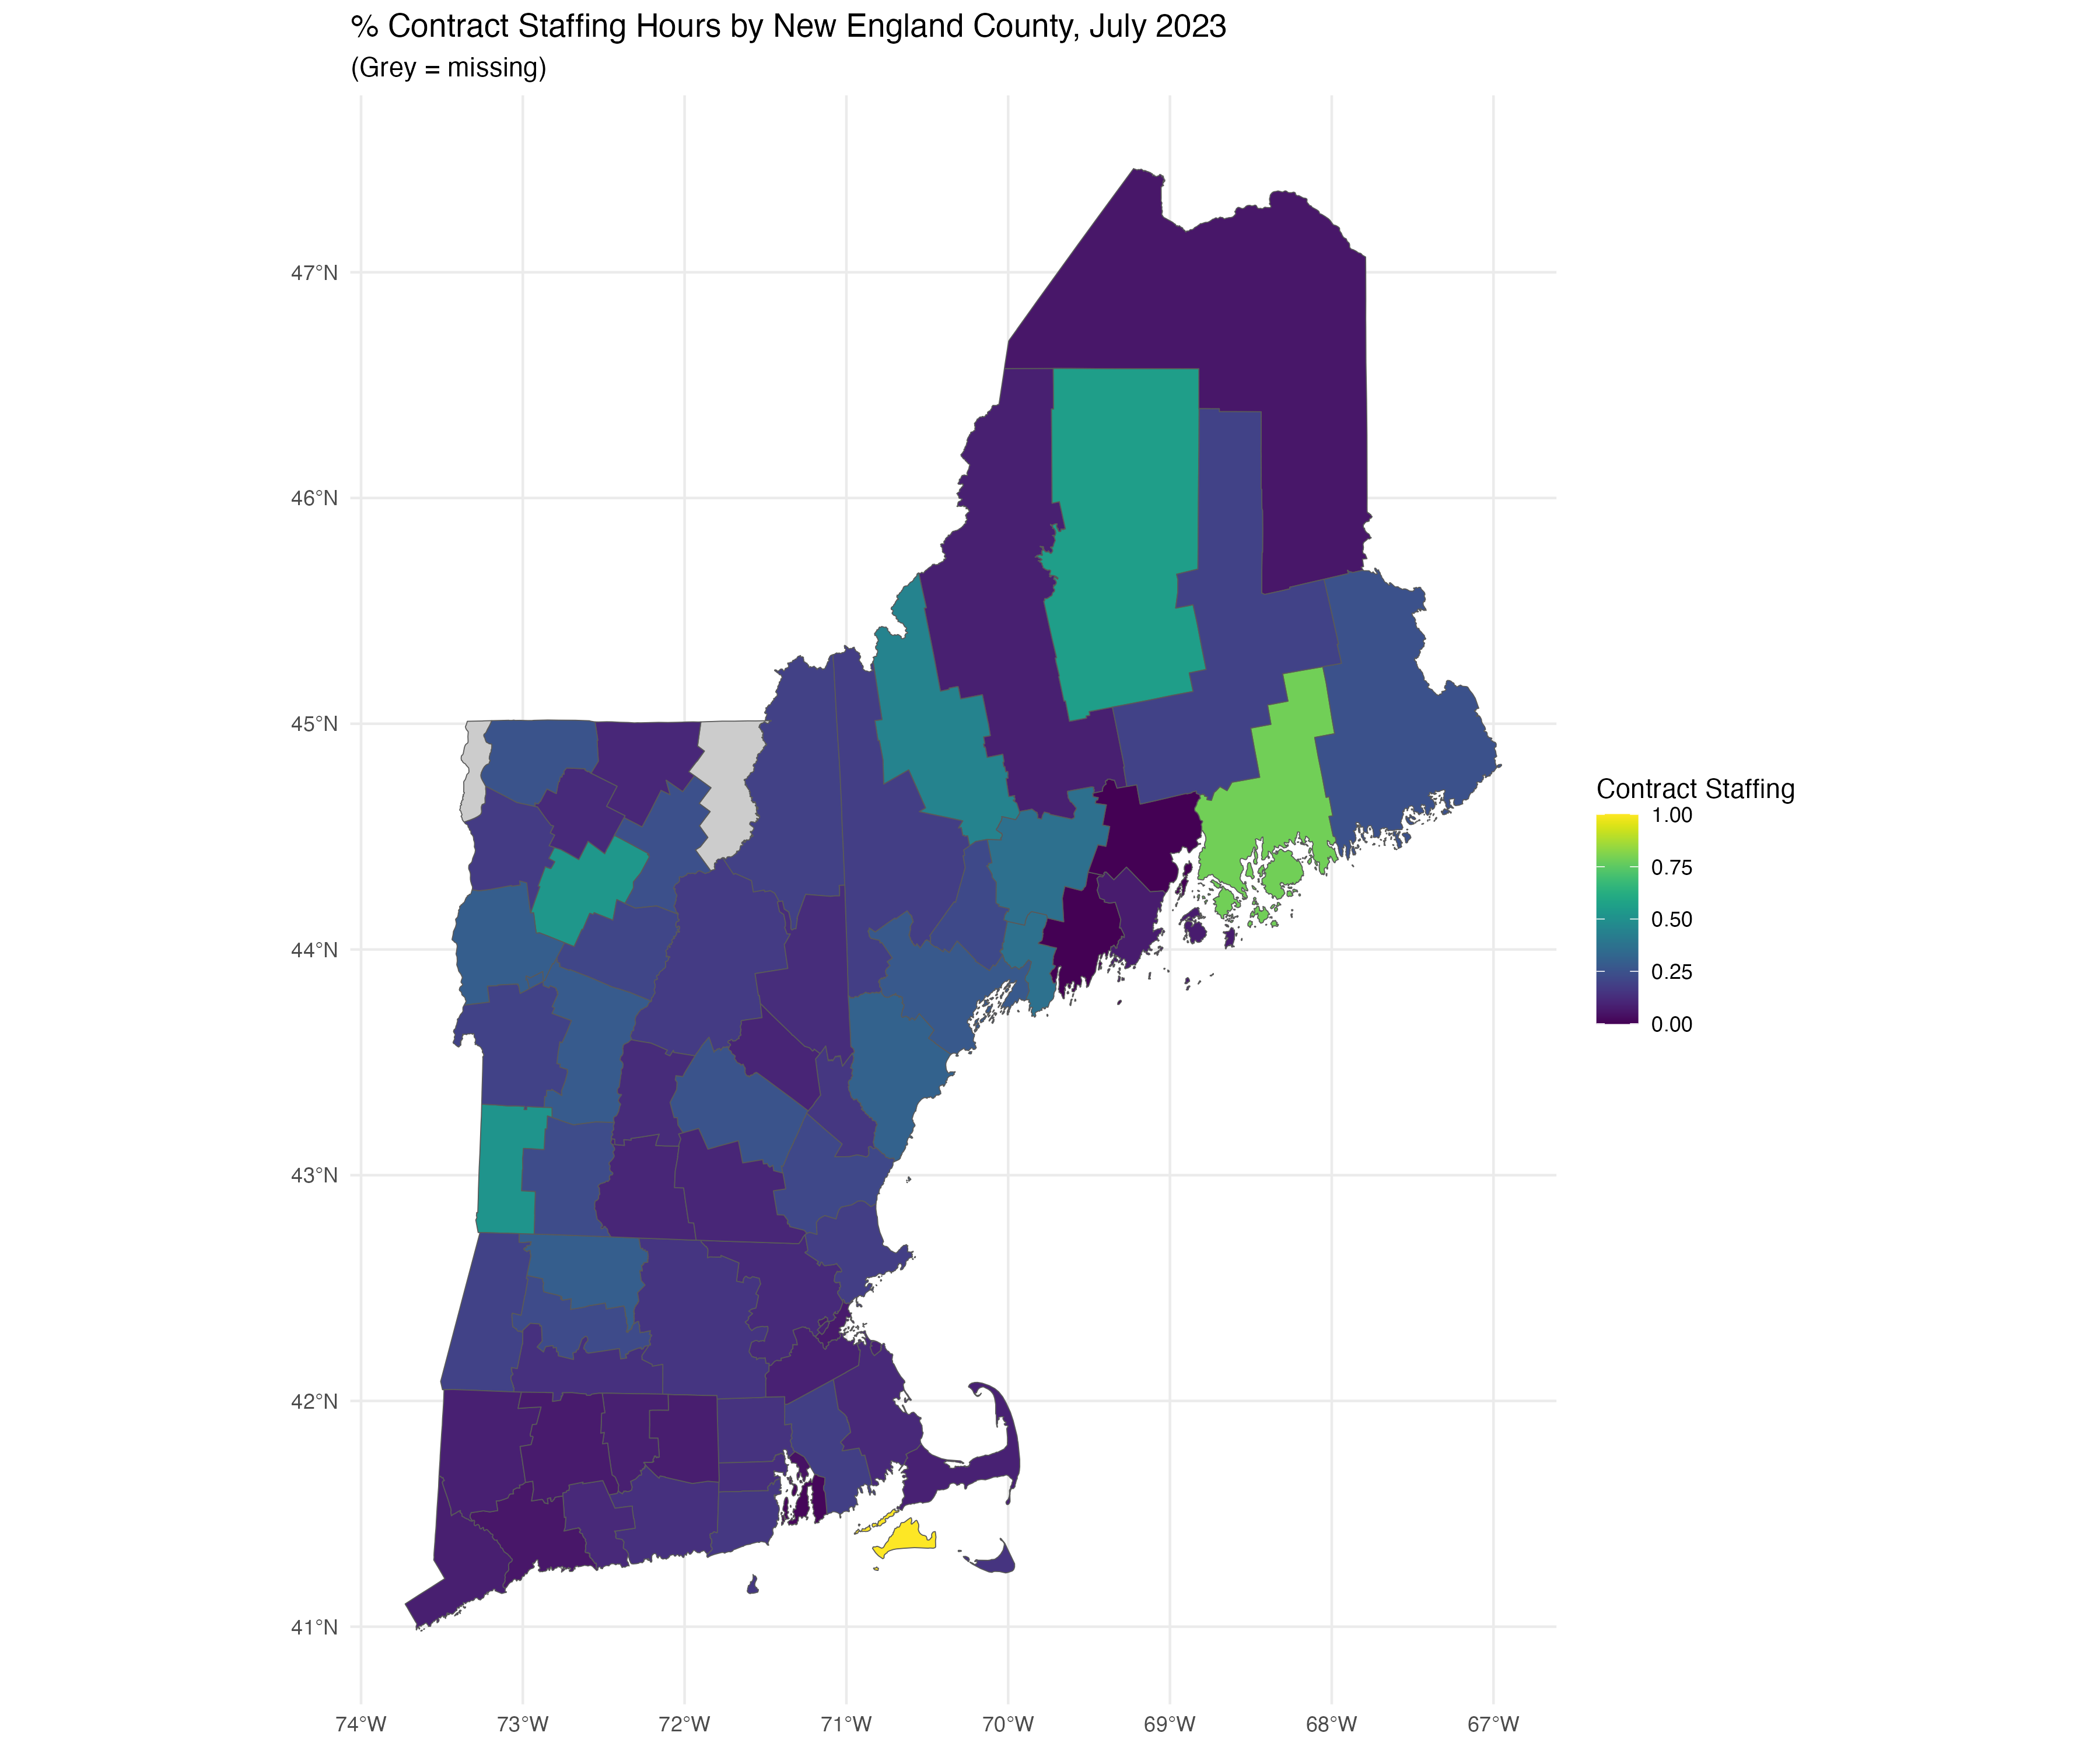 % Contract Staffing Hours by New England County, July 2023
(Grey = missing)
47°N
46°N
45°N
44°N
43°N
42°N
41°N
74°W 73°W 72°W 71°W 70°W 69°W 68°W 67°W
Contract Staffing
1.00
0.75
0.50
0.25
0.00